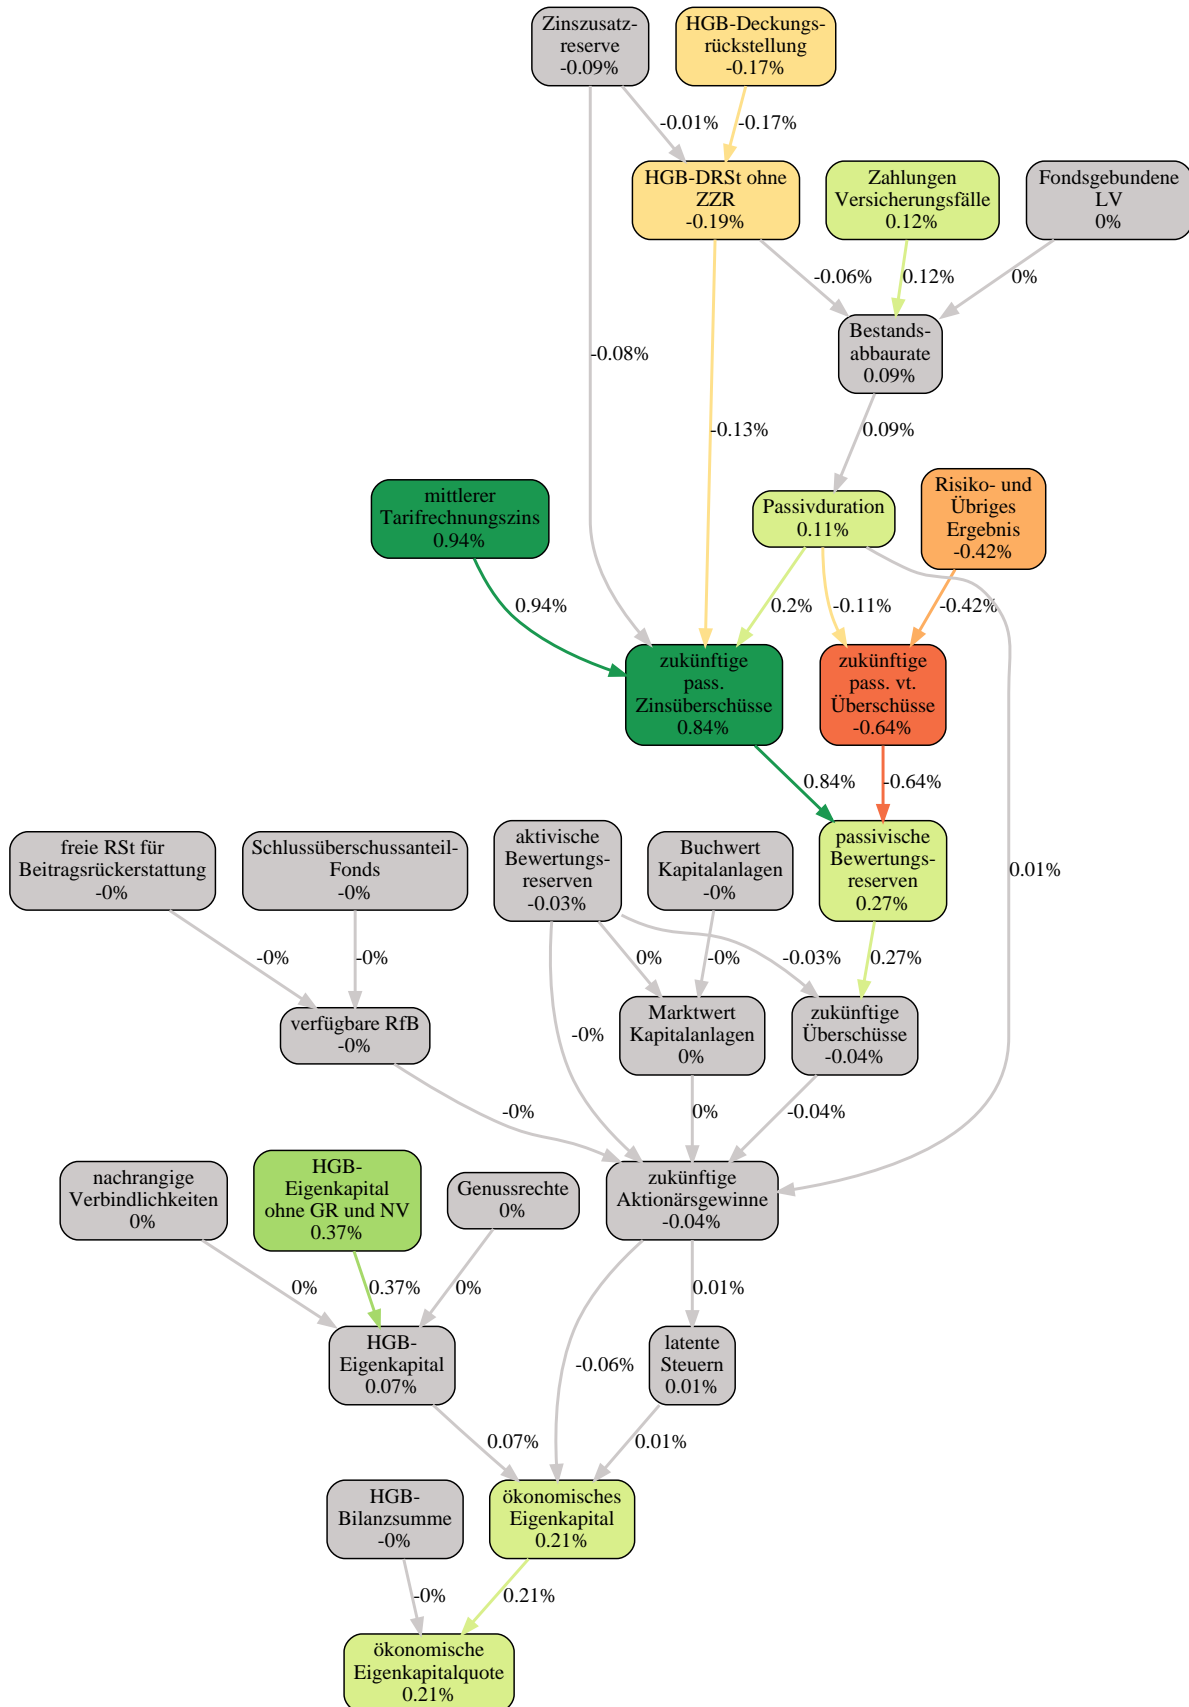 Zinszusatz-
reserve
-0.09%
HGB-Deckungs-
rückstellung
-0.17%
-0.01%
-0.17%
HGB-DRSt ohne
ZZR
-0.19%
Zahlungen
Versicherungsfälle
0.12%
Fondsgebundene
LV
0%
-0.06%
0.12%
0%
Bestands-
abbaurate
0.09%
-0.08%
-0.13%
0.09%
mittlerer
Tarifrechnungszins
0.94%
Passivduration
0.11%
Risiko- und
Übriges
Ergebnis
-0.42%
0.94%
0.2%
-0.11%
-0.42%
zukünftige
pass.
Zinsüberschüsse
0.84%
zukünftige
pass. vt.
Überschüsse
-0.64%
0.84%
-0.64%
0.01%
freie RSt für
Beitragsrückerstattung
-0%
Schlussüberschussanteil-
Fonds
-0%
aktivische
Bewertungs-
reserven
-0.03%
Buchwert
Kapitalanlagen
-0%
passivische
Bewertungs-
reserven
0.27%
-0%
-0%
0%
-0%
-0.03%
0.27%
verfügbare RfB
-0%
-0%
Marktwert
Kapitalanlagen
0%
zukünftige
Überschüsse
-0.04%
-0%
0%
-0.04%
nachrangige
Verbindlichkeiten
0%
HGB-
Eigenkapital
ohne GR und NV
0.37%
Genussrechte
0%
zukünftige
Aktionärsgewinne
-0.04%
0%
0.37%
0%
0.01%
HGB-
Eigenkapital
0.07%
-0.06%
latente
Steuern
0.01%
0.07%
0.01%
HGB-
Bilanzsumme
-0%
ökonomisches
Eigenkapital
0.21%
-0%
0.21%
ökonomische
Eigenkapitalquote
0.21%